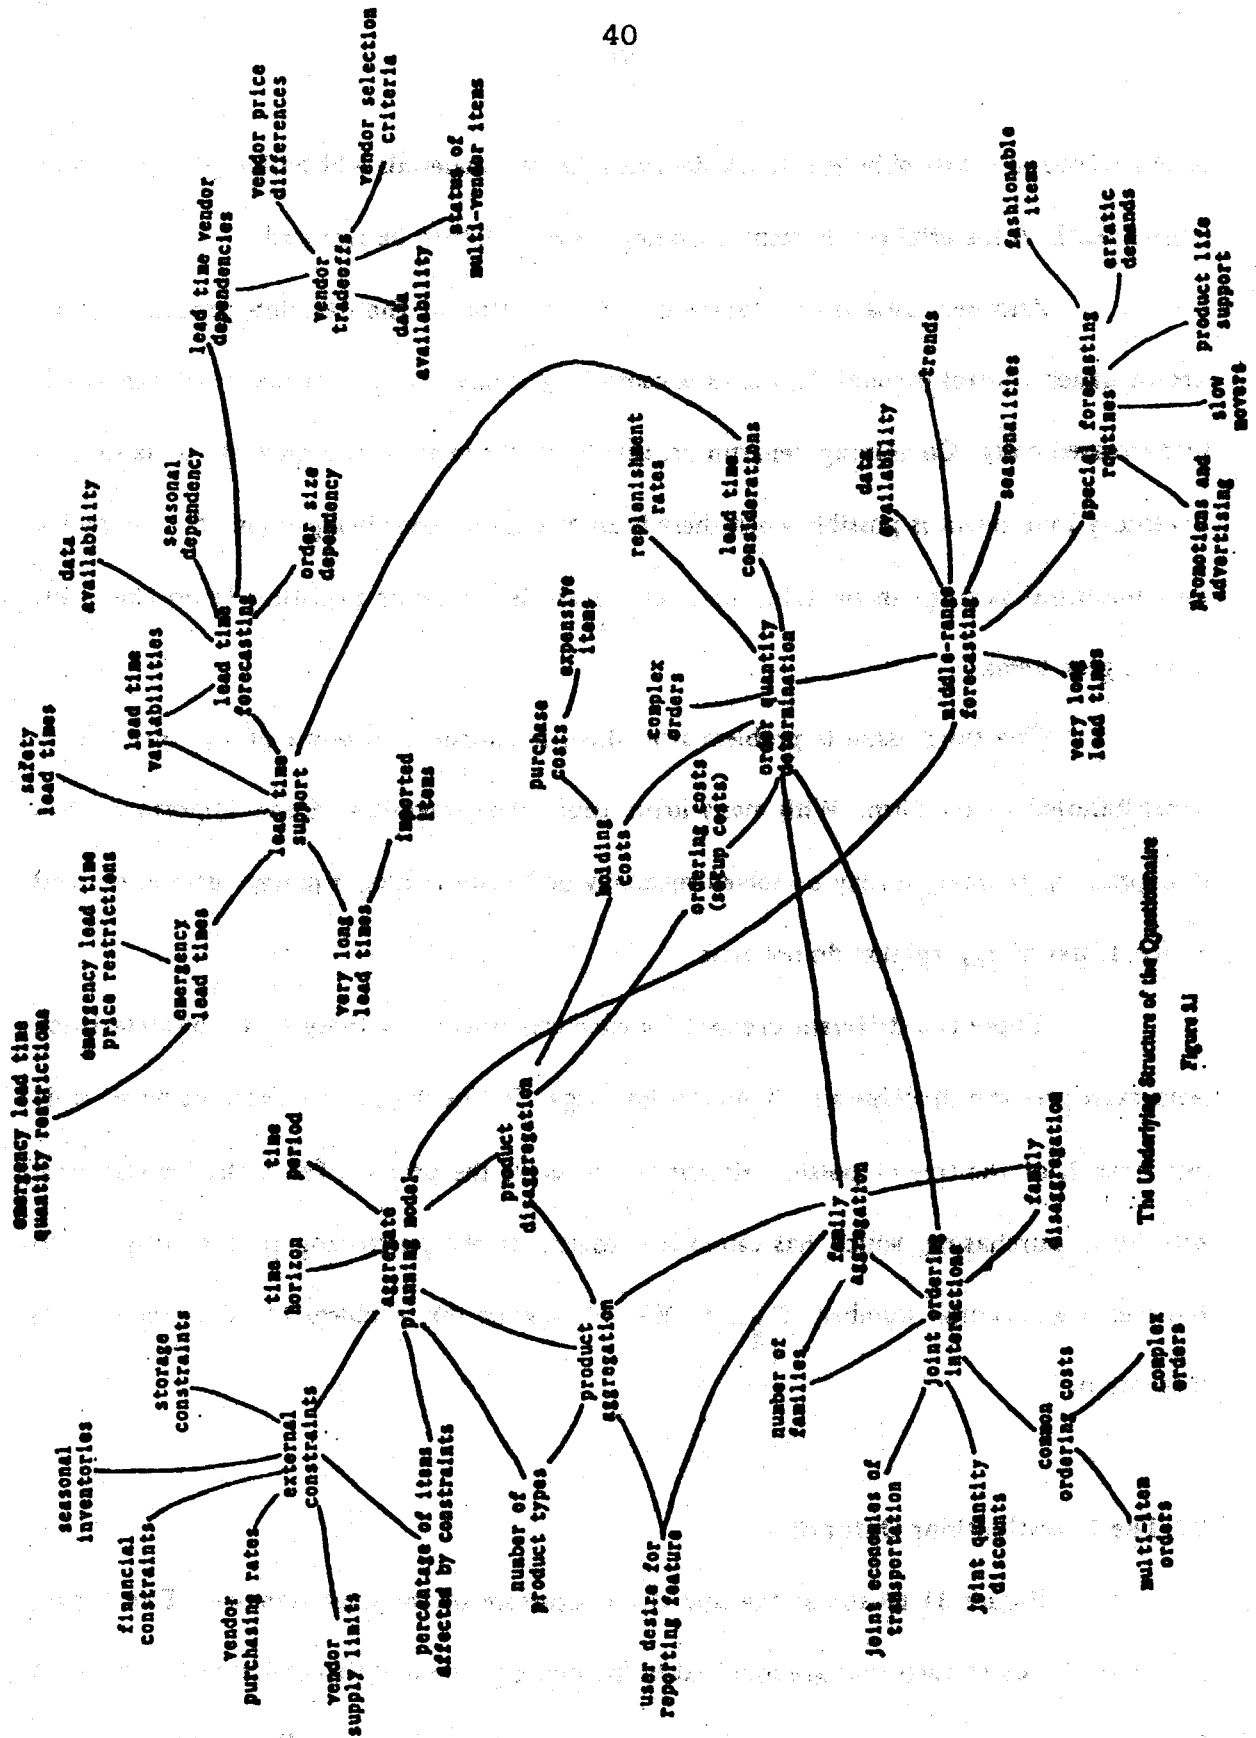 40
emergency lead time
quantity restrictions
emergency lead time
price restrictions
emergency
lead times
safety
lead times
lead time
variabilities
data
availability
seasonal
dependency
order size
dependency
lead time
forecasting
lead time
support
very long
lead times
imported
items
lead time vendor
dependencies
vendor price
differences
vendor selection
criteria
vendor
tradeoffs
data
availability
status of
multi-vendor items
seasonal
inventories
storage
constraints
financial
constraints
vendor
purchasing rates
vendor
supply limits
external
constraints
percentage of items
affected by constraints
time
horizon
time
period
aggregate
planning model
number of
product types
product
aggregation
product
disaggregation
user desire for
reporting feature
holding
costs
purchase
costs
expensive
items
ordering costs
(setup costs)
complex
orders
replenishment
rates
lead time
considerations
order quantity
determination
number of
families
family
aggregation
joint ordering
interactions
family
disaggregation
joint economies of
transportation
joint quantity
discounts
common
ordering costs
multi-item
orders
complex
orders
data
availability
trends
seasonalities
middle-range
forecasting
very long
lead times
special forecasting
routines
fashionable
items
erratic
demands
product life
support
slow
movers
promotions and
advertising
The Underlying Structure of the Questionnaire
Figure 3.1